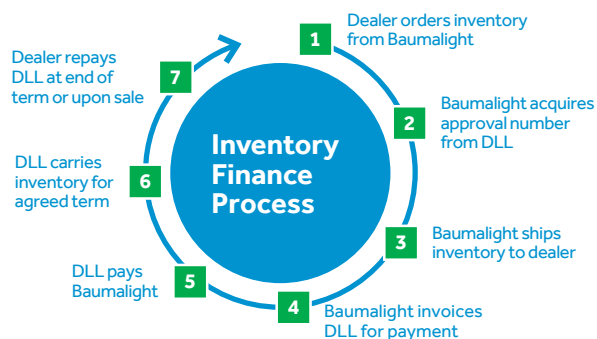 Inventory
Finance
Process
1
Dealer orders inventory
from Baumalight
2
Baumalight acquires
approval number
from DLL
3
Baumalight ships
inventory to dealer
4
Baumalight invoices
DLL for payment
5
DLL pays
Baumalight
6
DLL carries
inventory for
agreed term
7
Dealer repays
DLL at end of
term or upon sale